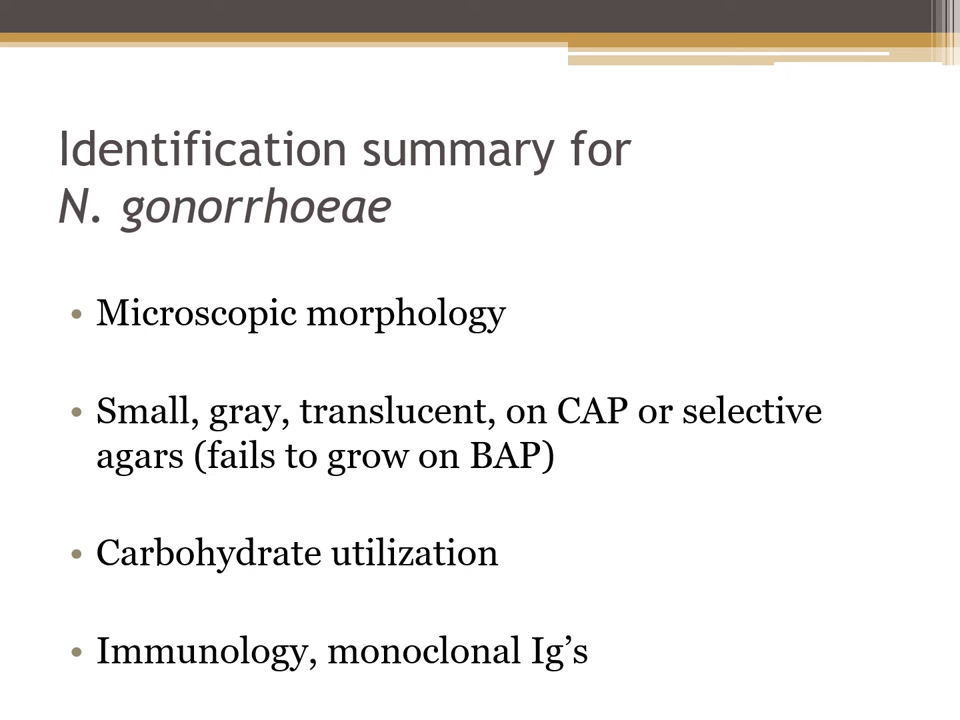 Identification summary for
N. gonorrhoeae
• Microscopic morphology
• Small, gray, translucent, on CAP or selective
agars (fails to grow on BAP)
• Carbohydrate utilization
• Immunology, monoclonal Ig’s